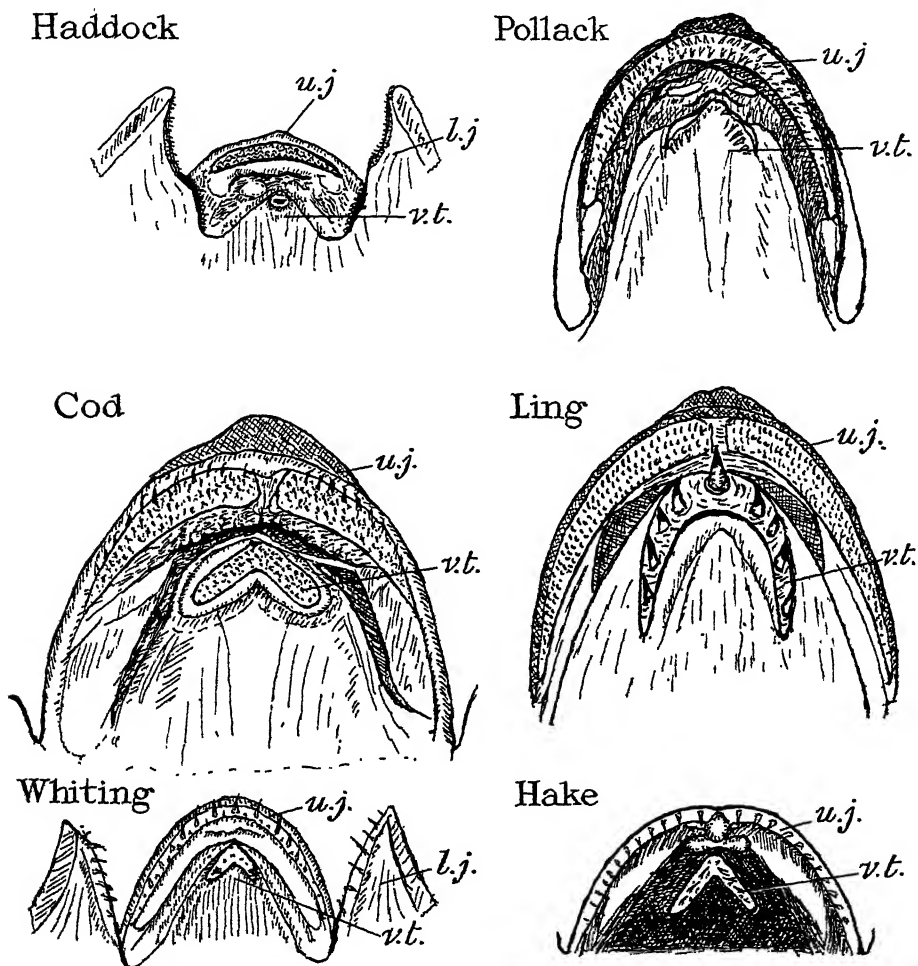 Haddock
u.j
l.j
v.t.
Pollack
u.j
v.t.
Cod
u.j.
v.t.
Ling
u.j.
v.t.
Whiting
u.j.
l.j.
v.t.
Hake
u.j.
v.t.